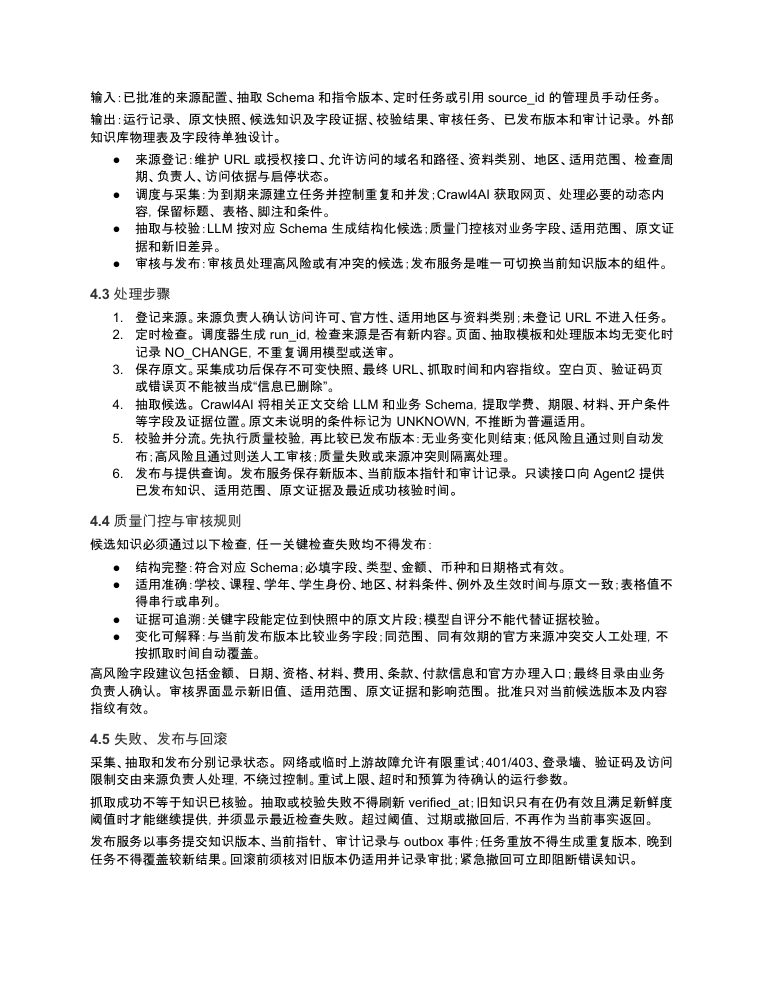 输入：已批准的来源配置、抽取 Schema 和指令版本、定时任务或引用 source_id 的管理员手动任务。
输出：运行记录、原文快照、候选知识及字段证据、校验结果、审核任务、已发布版本和审计记录。外部
知识库物理表及字段待单独设计。
● 来源登记：维护 URL 或授权接口、允许访问的域名和路径、资料类别、地区、适用范围、检查周
期、负责人、访问依据与启停状态。
● 调度与采集：为到期来源建立任务并控制重复和并发；Crawl4AI 获取网页、处理必要的动态内
容，保留标题、表格、脚注和条件。
● 抽取与校验：LLM 按对应 Schema 生成结构化候选；质量门控核对业务字段、适用范围、原文证
据和新旧差异。
● 审核与发布：审核员处理高风险或有冲突的候选；发布服务是唯一可切换当前知识版本的组件。
4.3 处理步骤
1. 登记来源。来源负责人确认访问许可、官方性、适用地区与资料类别；未登记 URL 不进入任务。
2. 定时检查。调度器生成 run_id，检查来源是否有新内容。页面、抽取模板和处理版本均无变化时
记录 NO_CHANGE，不重复调用模型或送审。
3. 保存原文。采集成功后保存不可变快照、最终 URL、抓取时间和内容指纹。空白页、验证码页
或错误页不能被当成“信息已删除”。
4. 抽取候选。Crawl4AI 将相关正文交给 LLM 和业务 Schema，提取学费、期限、材料、开户条件
等字段及证据位置。原文未说明的条件标记为 UNKNOWN，不推断为普遍适用。
5. 校验并分流。先执行质量校验，再比较已发布版本：无业务变化则结束；低风险且通过则自动发
布；高风险且通过则送人工审核；质量失败或来源冲突则隔离处理。
6. 发布与提供查询。发布服务保存新版本、当前版本指针和审计记录。只读接口向 Agent2 提供
已发布知识、适用范围、原文证据及最近成功核验时间。
4.4 质量门控与审核规则
候选知识必须通过以下检查，任一关键检查失败均不得发布：
● 结构完整：符合对应 Schema；必填字段、类型、金额、币种和日期格式有效。
● 适用准确：学校、课程、学年、学生身份、地区、材料条件、例外及生效时间与原文一致；表格值不
得串行或串列。
● 证据可追溯：关键字段能定位到快照中的原文片段；模型自评分不能代替证据校验。
● 变化可解释：与当前发布版本比较业务字段；同范围、同有效期的官方来源冲突交人工处理，不
按抓取时间自动覆盖。
高风险字段建议包括金额、日期、资格、材料、费用、条款、付款信息和官方办理入口；最终目录由业务
负责人确认。审核界面显示新旧值、适用范围、原文证据和影响范围。批准只对当前候选版本及内容
指纹有效。
4.5 失败、发布与回滚
采集、抽取和发布分别记录状态。网络或临时上游故障允许有限重试；401/403、登录墙、验证码及访问
限制交由来源负责人处理，不绕过控制。重试上限、超时和预算为待确认的运行参数。
抓取成功不等于知识已核验。抽取或校验失败不得刷新 verified_at；旧知识只有在仍有效且满足新鲜度
阈值时才能继续提供，并须显示最近检查失败。超过阈值、过期或撤回后，不再作为当前事实返回。
发布服务以事务提交知识版本、当前指针、审计记录与 outbox 事件；任务重放不得生成重复版本，晚到
任务不得覆盖较新结果。回滚前须核对旧版本仍适用并记录审批；紧急撤回可立即阻断错误知识。